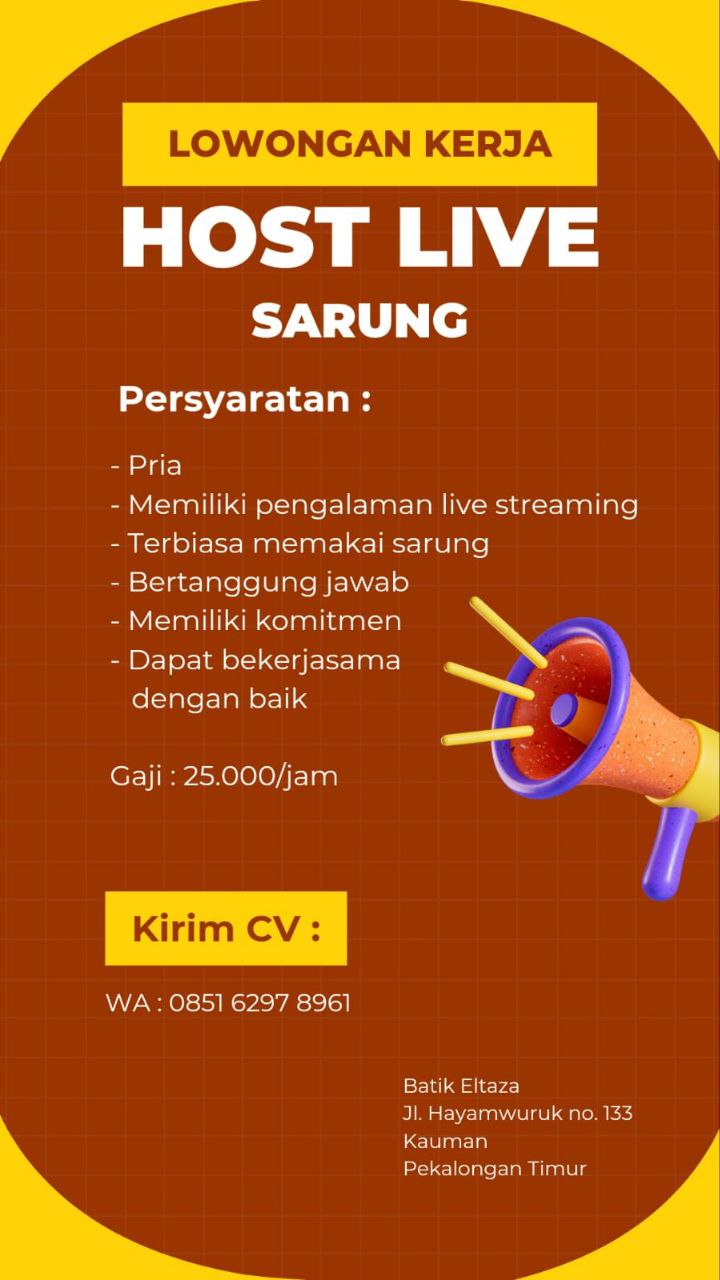 LOWONGAN KERJA
HOST LIVE
SARUNG
Persyaratan :
- Pria
- Memiliki pengalaman live streaming
- Terbiasa memakai sarung
- Bertanggung jawab
- Memiliki komitmen
- Dapat bekerjasama
dengan baik
Gaji : 25.000/jam
Kirim CV :
WA : 0851 6297 8961
Batik Eltaza
Jl. Hayamwuruk no. 133
Kauman
Pekalongan Timur